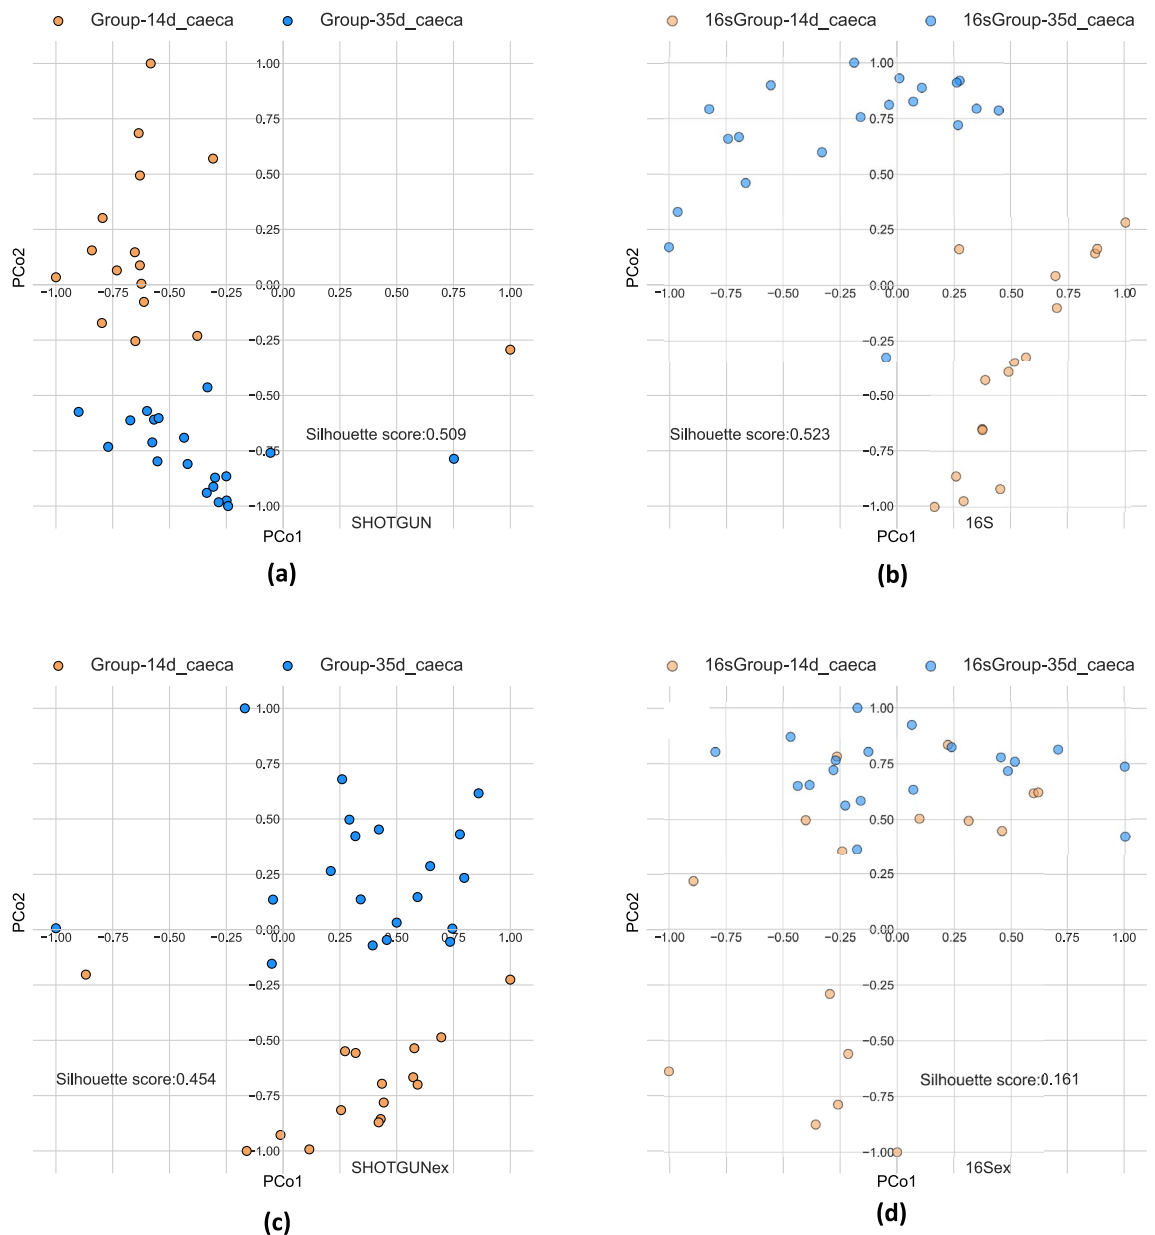 Group-14d_caeca Group-35d_caeca
1.00
0.75
0.50
0.25
0.00
−1.00 −0.75 −0.50 −0.25 0.00 0.25 0.50 0.75 1.00
−0.25
−0.50
Silhouette score:0.509
−0.75
−1.00
SHOTGUN
PCo2
PCo1
(a)
16sGroup-14d_caeca 16sGroup-35d_caeca
1.00
0.75
0.50
0.25
0.00
−1.00 −0.75 −0.50 −0.25 0.00 0.25 0.50 0.75 1.00
−0.25
−0.50
Silhouette score:0.523
−0.75
−1.00
16S
PCo2
PCo1
(b)
Group-14d_caeca Group-35d_caeca
1.00
0.75
0.50
0.25
0.00
−1.00 −0.75 −0.50 −0.25 0.00 0.25 0.50 0.75 1.00
−0.25
−0.50
Silhouette score:0.454
−0.75
−1.00
SHOTGUNex
PCo2
PCo1
(c)
16sGroup-14d_caeca 16sGroup-35d_caeca
1.00
0.75
0.50
0.25
0.00
−1.00 −0.75 −0.50 −0.25 0.00 0.25 0.50 0.75 1.00
−0.25
−0.50
Silhouette score:0.161
−0.75
−1.00
16Sex
PCo2
PCo1
(d)